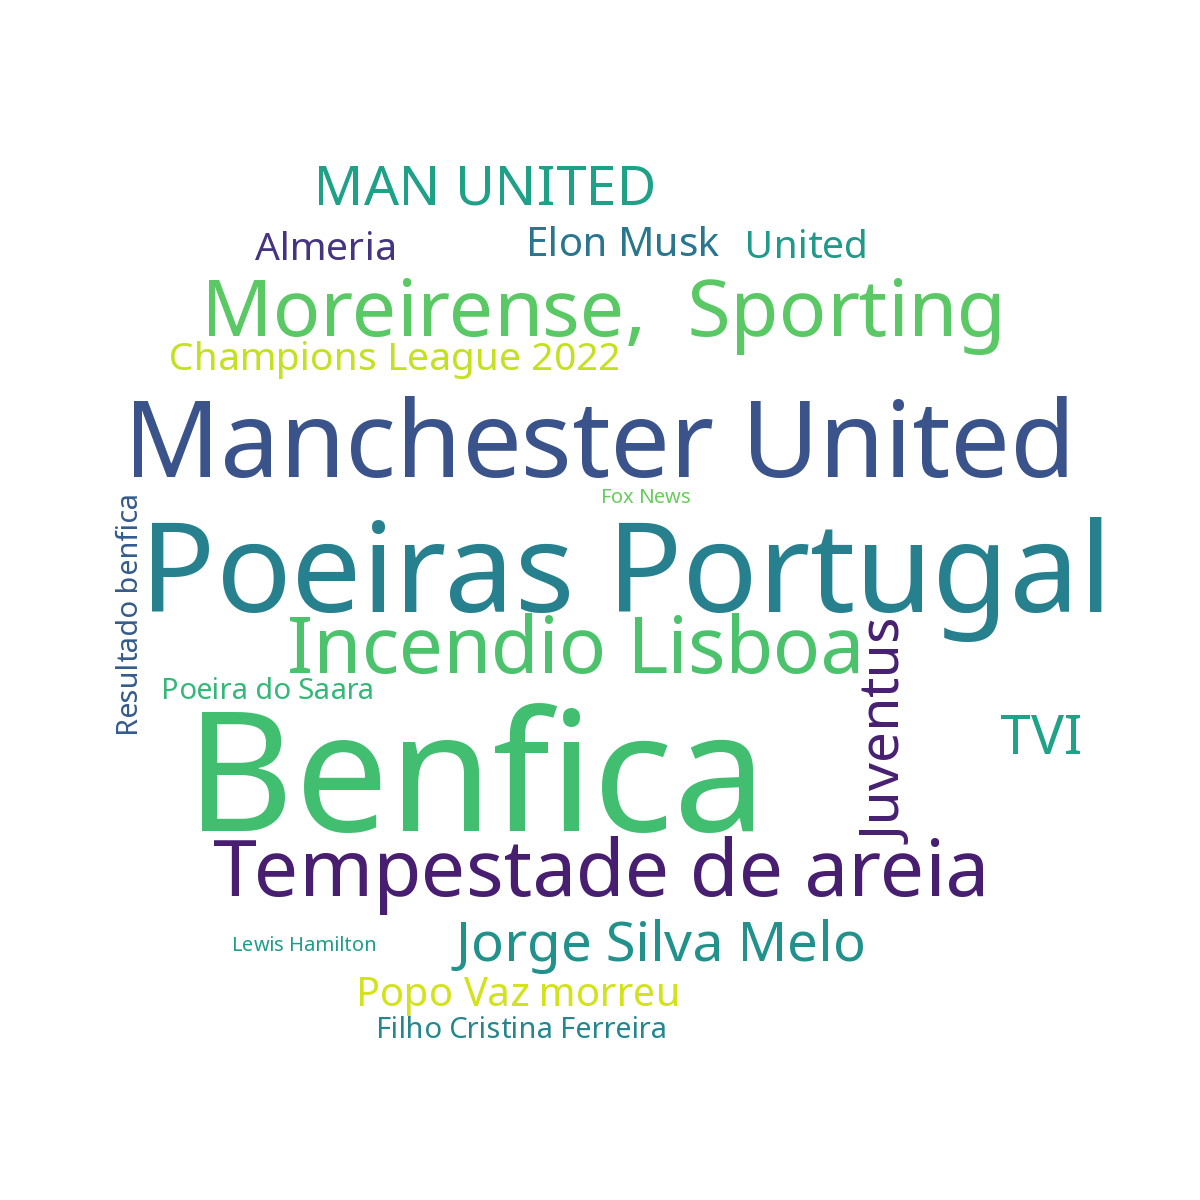 MAN UNITED
Almeria
Elon Musk
United
Moreirense,  Sporting
Champions League 2022
Manchester United
Fox News
Resultado benfica
Poeiras Portugal
Incendio Lisboa
Juventus
Poeira do Saara
Benfica
TVI
Tempestade de areia
Jorge Silva Melo
Lewis Hamilton
Popo Vaz morreu
Filho Cristina Ferreira